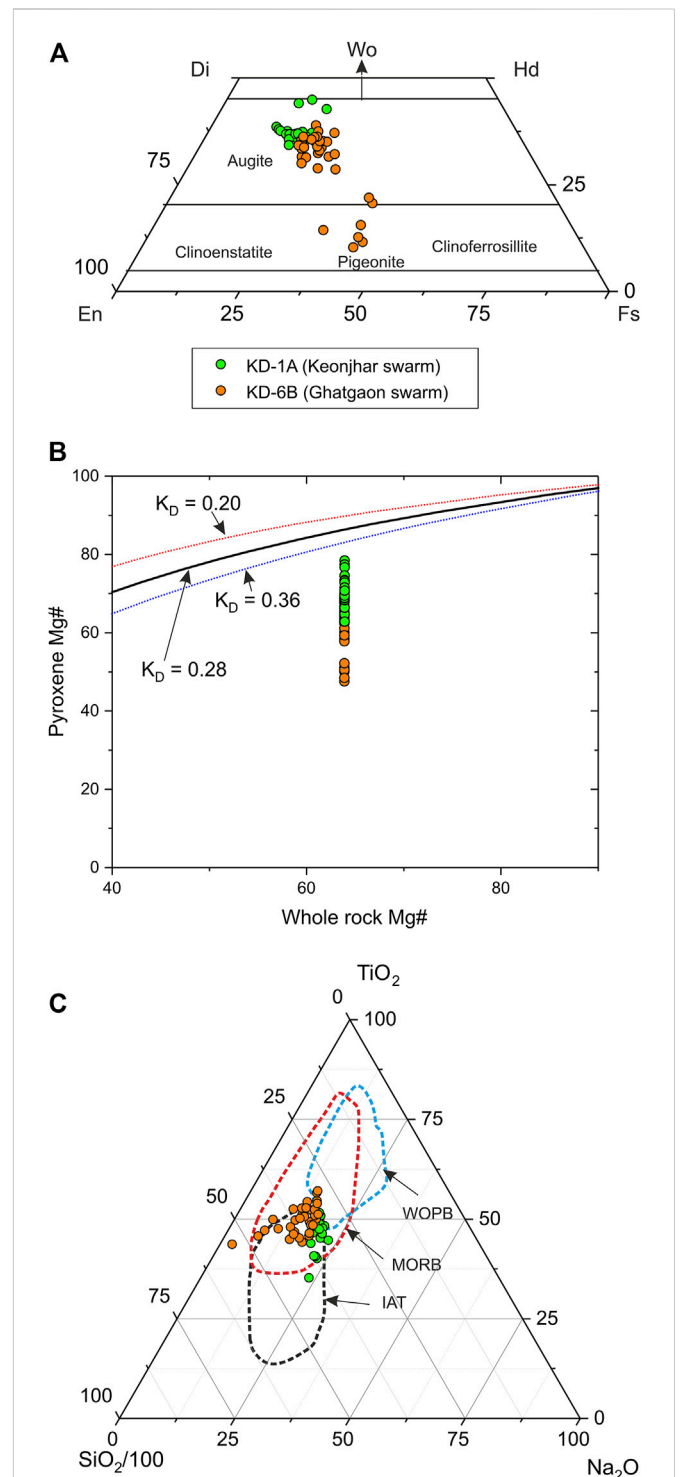 A
Wo
Di
Hd
75
Augite
25
Clinoenstatite
Clinoferrosillite
Pigeonite
100
0
En
25
50
75
Fs
KD-1A (Keonjhar swarm)
KD-6B (Ghatgaon swarm)
B
100
K_D = 0.20
80
K_D = 0.36
60
K_D = 0.28
Pyroxene Mg#
40
20
0
40
60
80
Whole rock Mg#
C
TiO₂
0
100
25
75
50
WOPB
50
MORB
75
IAT
25
100
0
0
25
50
75
100
SiO₂/100
Na₂O